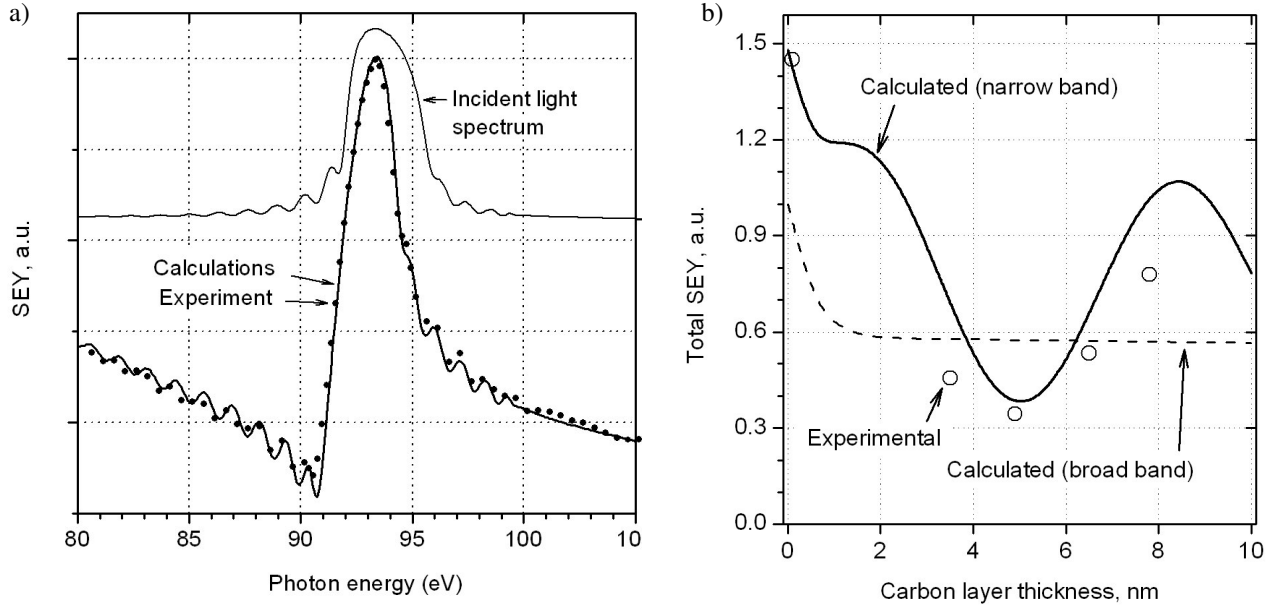 a)
SEY, a.u.
Incident light
spectrum
Calculations
Experiment
80
85
90
95
100
10
Photon energy (eV)
b)
Total SEY, a.u.
1.5
1.2
0.9
0.6
0.3
0.0
Calculated (narrow band)
Experimental
Calculated (broad band)
0
2
4
6
8
10
Carbon layer thickness, nm